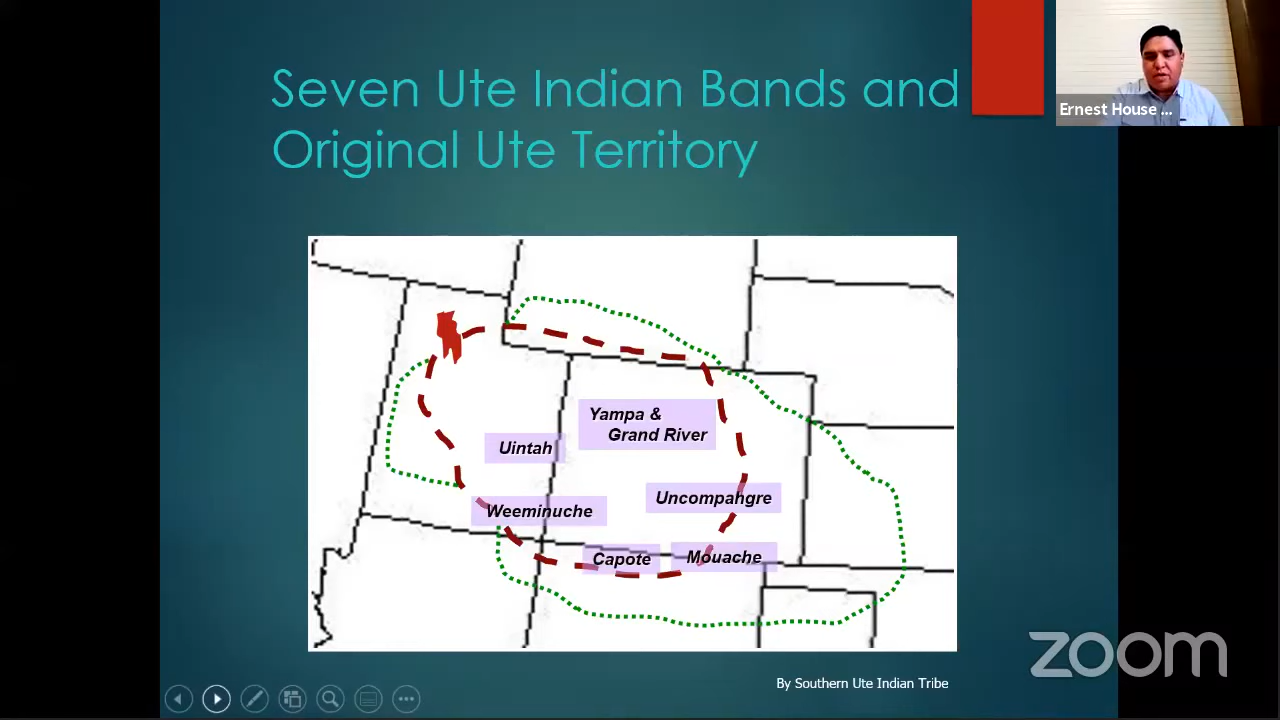 Seven Ute Indian Bands and
Original Ute Territory
Ernest House ...
Yampa &
Grand River
Uintah
Uncompahgre
Weeminuche
Capote
Mouache
zoom
By Southern Ute Indian Tribe